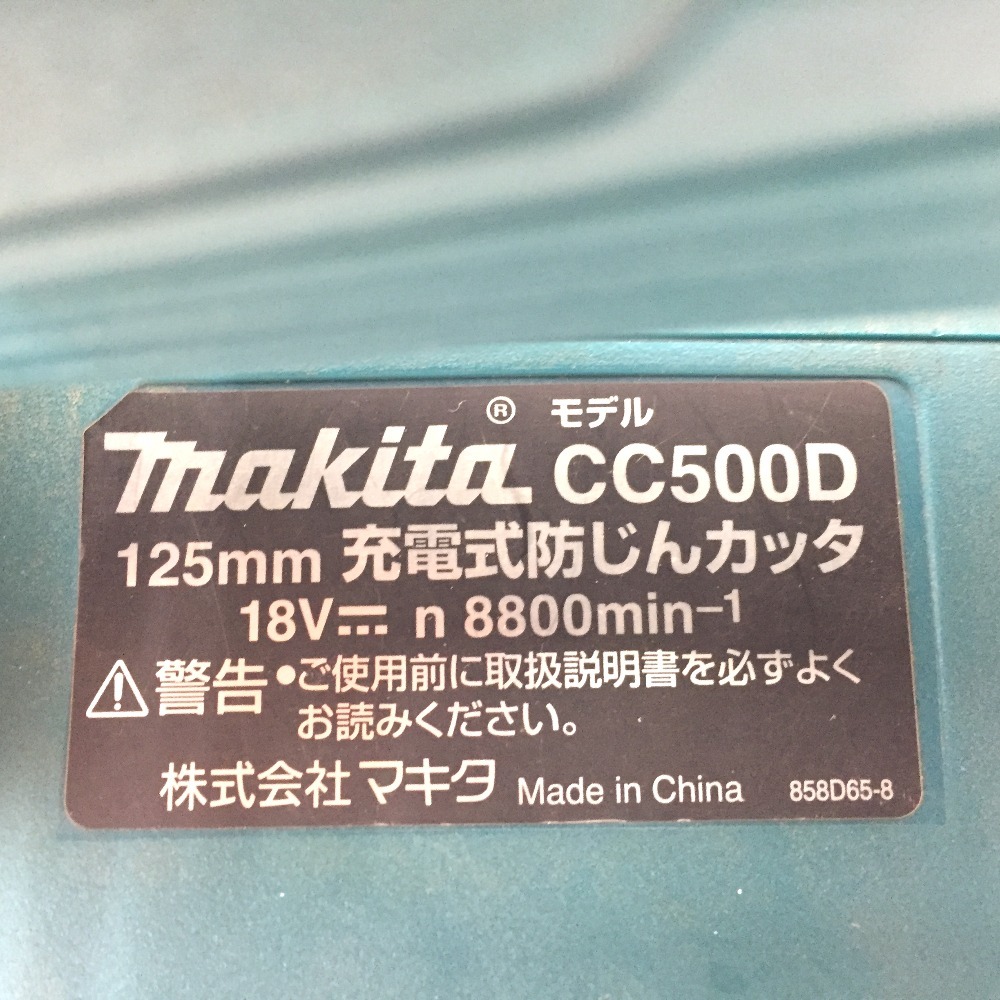 makita® モデル CC500D
125mm 充電式防じんカッタ
18V⎓ n 8800min⁻¹
⚠警告 •ご使用前に取扱説明書を必ずよく
お読みください。
株式会社マキタ Made in China 858D65-8